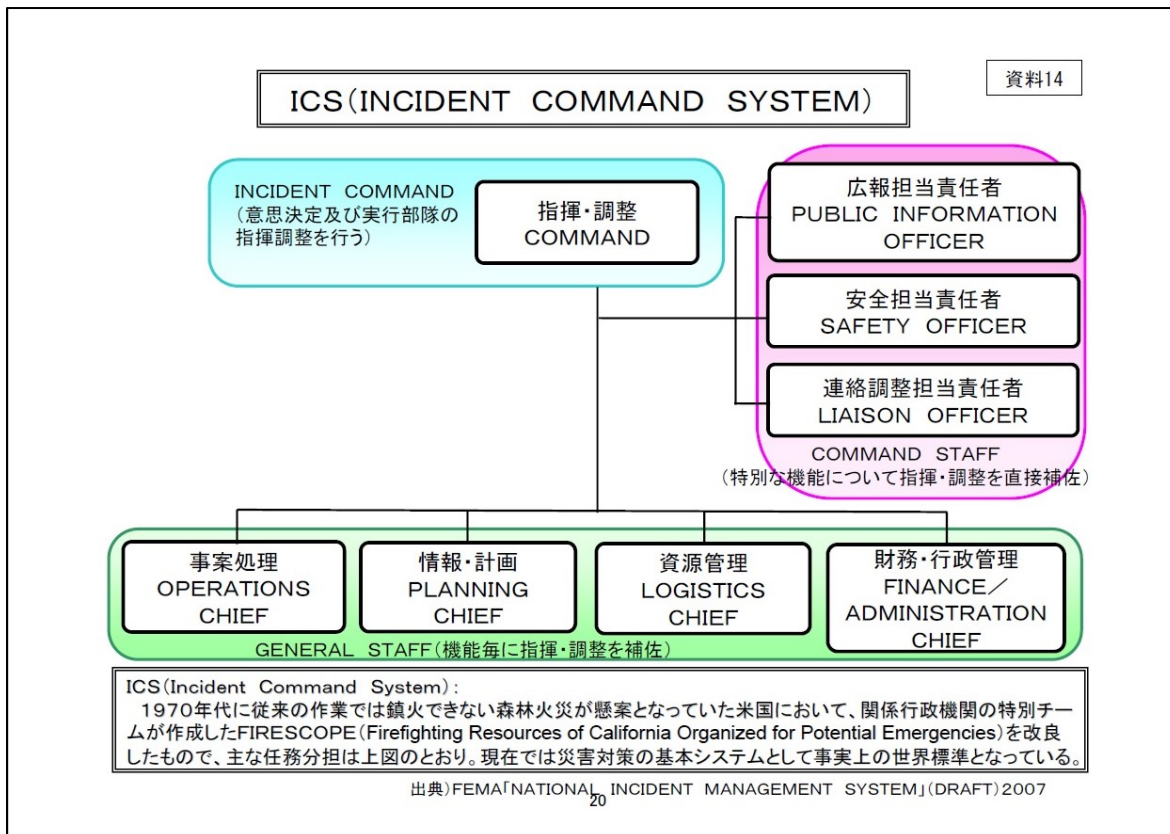 資料14
ICS(INCIDENT COMMAND SYSTEM)
INCIDENT COMMAND
(意思決定及び実行部隊の
指揮調整を行う)
指揮・調整
COMMAND
広報担当責任者
PUBLIC INFORMATION
OFFICER
安全担当責任者
SAFETY OFFICER
連絡調整担当責任者
LIAISON OFFICER
COMMAND STAFF
(特別な機能について指揮・調整を直接補佐)
事案処理
OPERATIONS
CHIEF
情報・計画
PLANNING
CHIEF
資源管理
LOGISTICS
CHIEF
財務・行政管理
FINANCE/
ADMINISTRATION
CHIEF
GENERAL STAFF(機能毎に指揮・調整を補佐)
ICS(Incident Command System):
1970年代に従来の作業では鎮火できない森林火災が懸案となっていた米国において、関係行政機関の特別チー
ムが作成したFIRESCOPE(Firefighting Resources of California Organized for Potential Emergencies)を改良
したもので、主な任務分担は上図のとおり。現在では災害対策の基本システムとして事実上の世界標準となっている。
出典)FEMA「NATIONAL INCIDENT MANAGEMENT SYSTEM」(DRAFT)2007
20